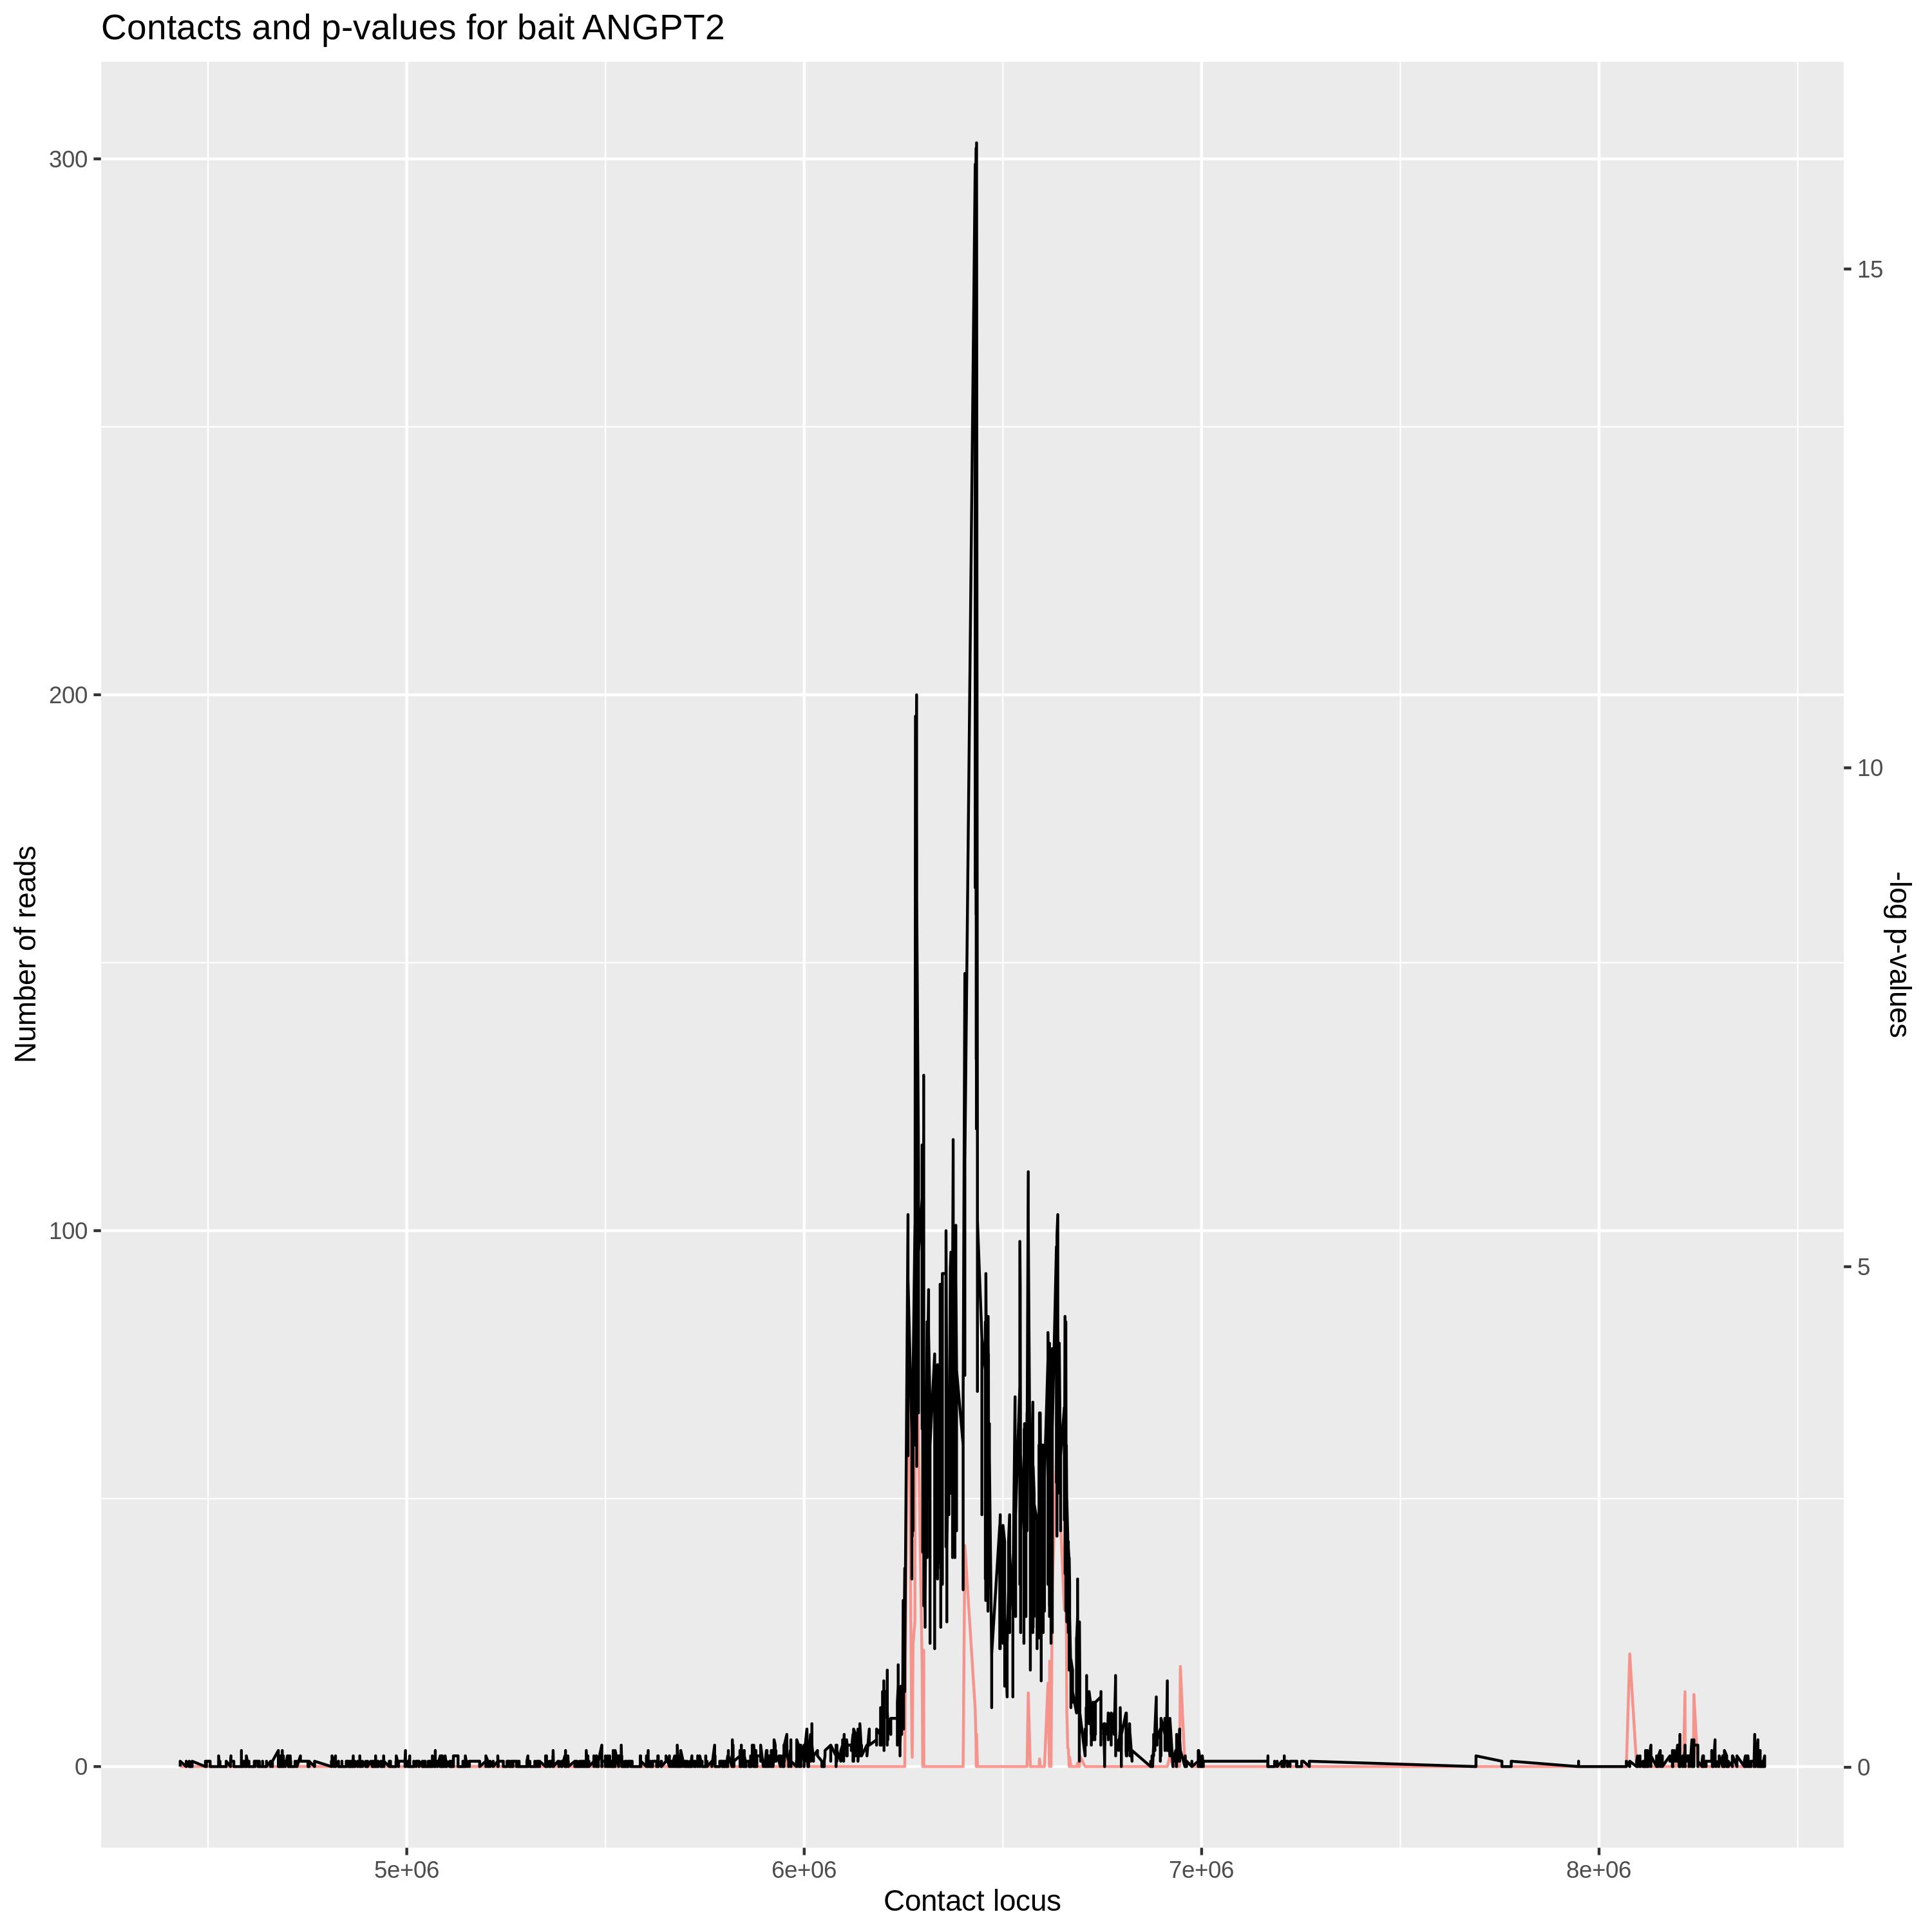 Contacts and p-values for bait ANGPT2
300
200
100
0
Number of reads
15
10
5
0
-log p-values
5e+06
6e+06
7e+06
8e+06
Contact locus